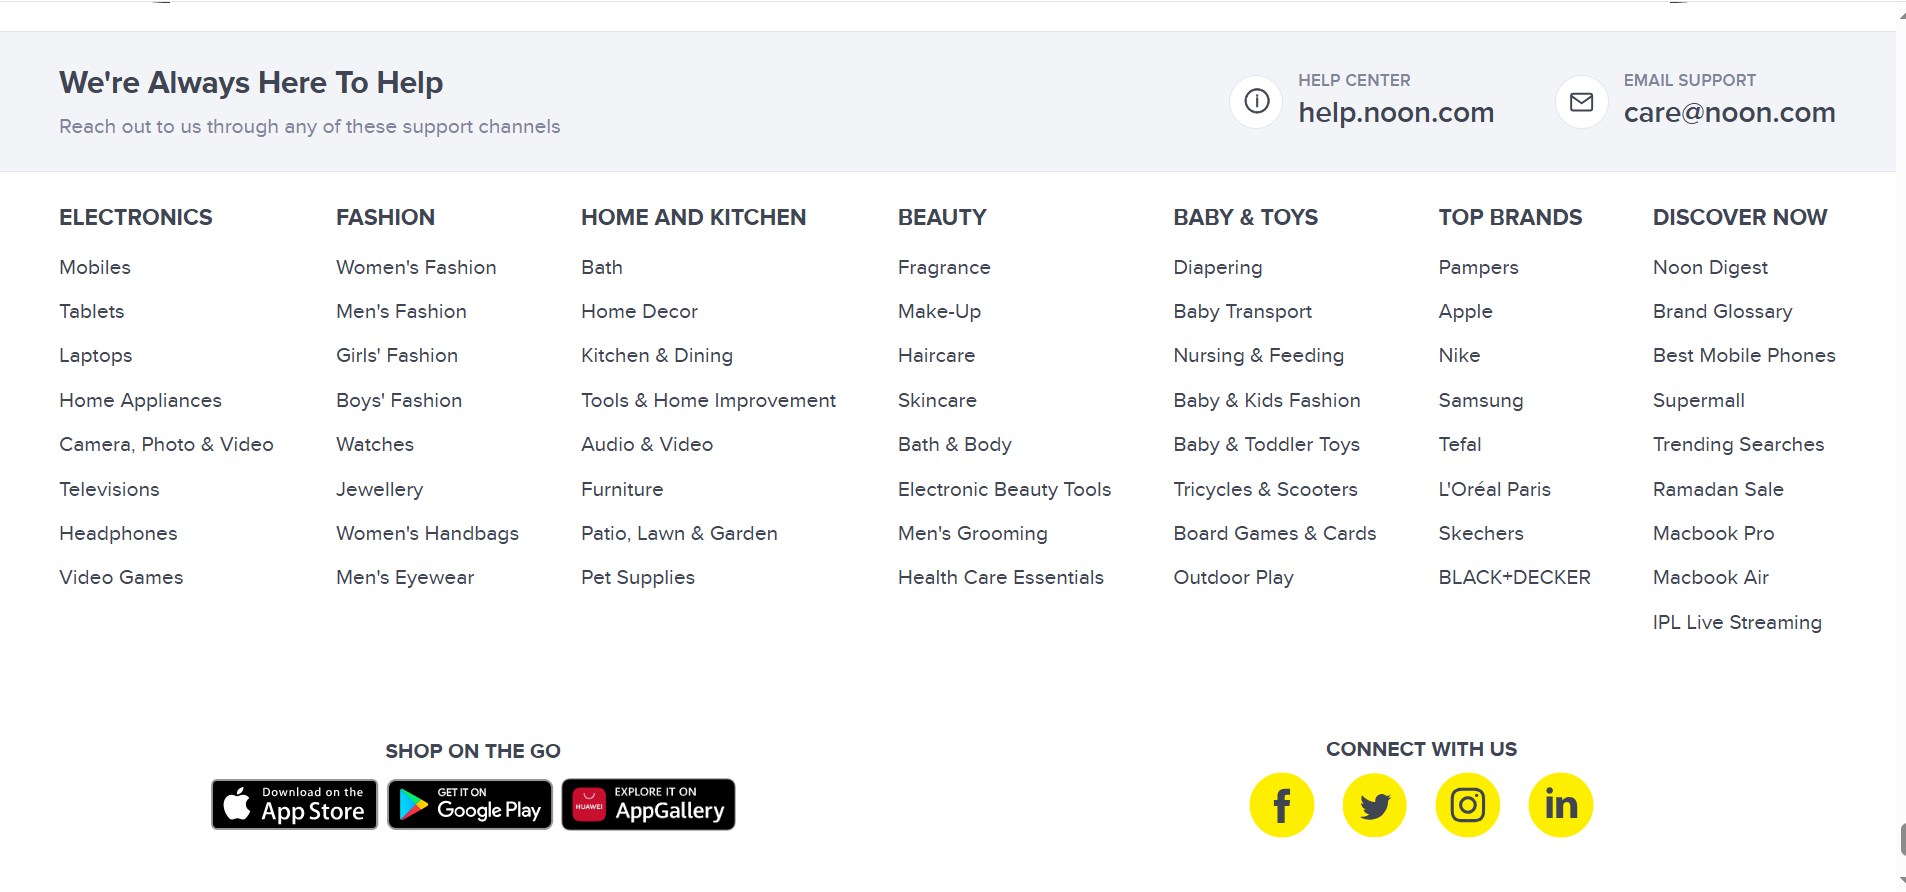 We're Always Here To Help
Reach out to us through any of these support channels
HELP CENTER
help.noon.com
EMAIL SUPPORT
care@noon.com
ELECTRONICS
Mobiles
Tablets
Laptops
Home Appliances
Camera, Photo & Video
Televisions
Headphones
Video Games
FASHION
Women's Fashion
Men's Fashion
Girls' Fashion
Boys' Fashion
Watches
Jewellery
Women's Handbags
Men's Eyewear
HOME AND KITCHEN
Bath
Home Decor
Kitchen & Dining
Tools & Home Improvement
Audio & Video
Furniture
Patio, Lawn & Garden
Pet Supplies
BEAUTY
Fragrance
Make-Up
Haircare
Skincare
Bath & Body
Electronic Beauty Tools
Men's Grooming
Health Care Essentials
BABY & TOYS
Diapering
Baby Transport
Nursing & Feeding
Baby & Kids Fashion
Baby & Toddler Toys
Tricycles & Scooters
Board Games & Cards
Outdoor Play
TOP BRANDS
Pampers
Apple
Nike
Samsung
Tefal
L'Oréal Paris
Skechers
BLACK+DECKER
DISCOVER NOW
Noon Digest
Brand Glossary
Best Mobile Phones
Supermall
Trending Searches
Ramadan Sale
Macbook Pro
Macbook Air
IPL Live Streaming
SHOP ON THE GO
Download on the
App Store
GET IT ON
Google Play
HUAWEI
EXPLORE IT ON
AppGallery
CONNECT WITH US
f
in